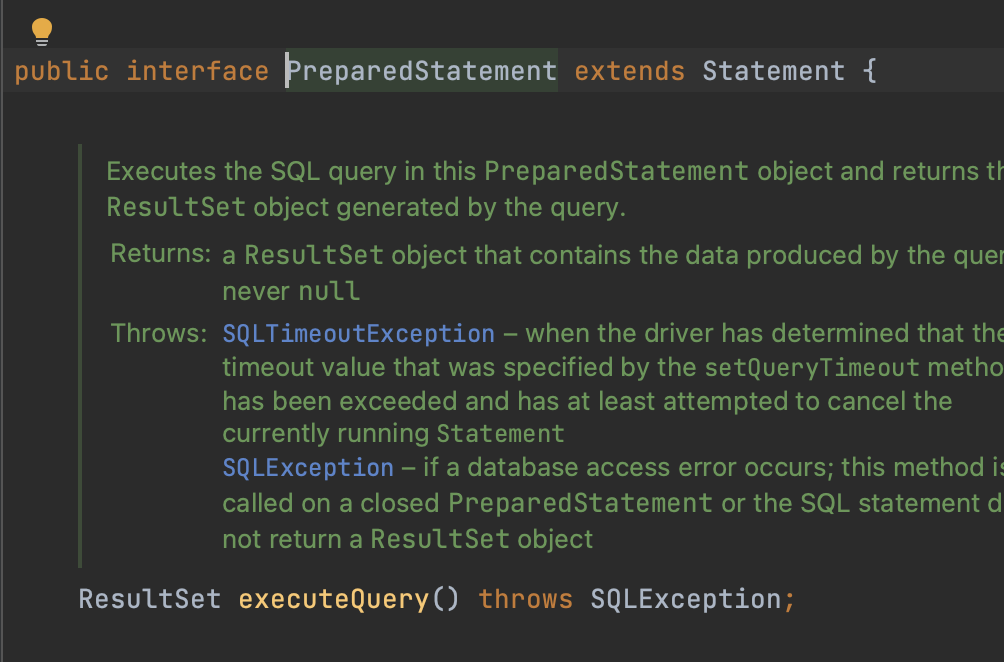 public interface PreparedStatement extends Statement {
Executes the SQL query in this PreparedStatement object and returns
ResultSet object generated by the query.
Returns: a ResultSet object that contains the data produced by the
never null
Throws: SQLTimeoutException – when the driver has determined that the
timeout value that was specified by the setQueryTimeout
has been exceeded and has at least attempted to cancel the
currently running Statement
SQLException – if a database access error occurs; this method
called on a closed PreparedStatement or the SQL statement
not return a ResultSet object
ResultSet executeQuery() throws SQLException;